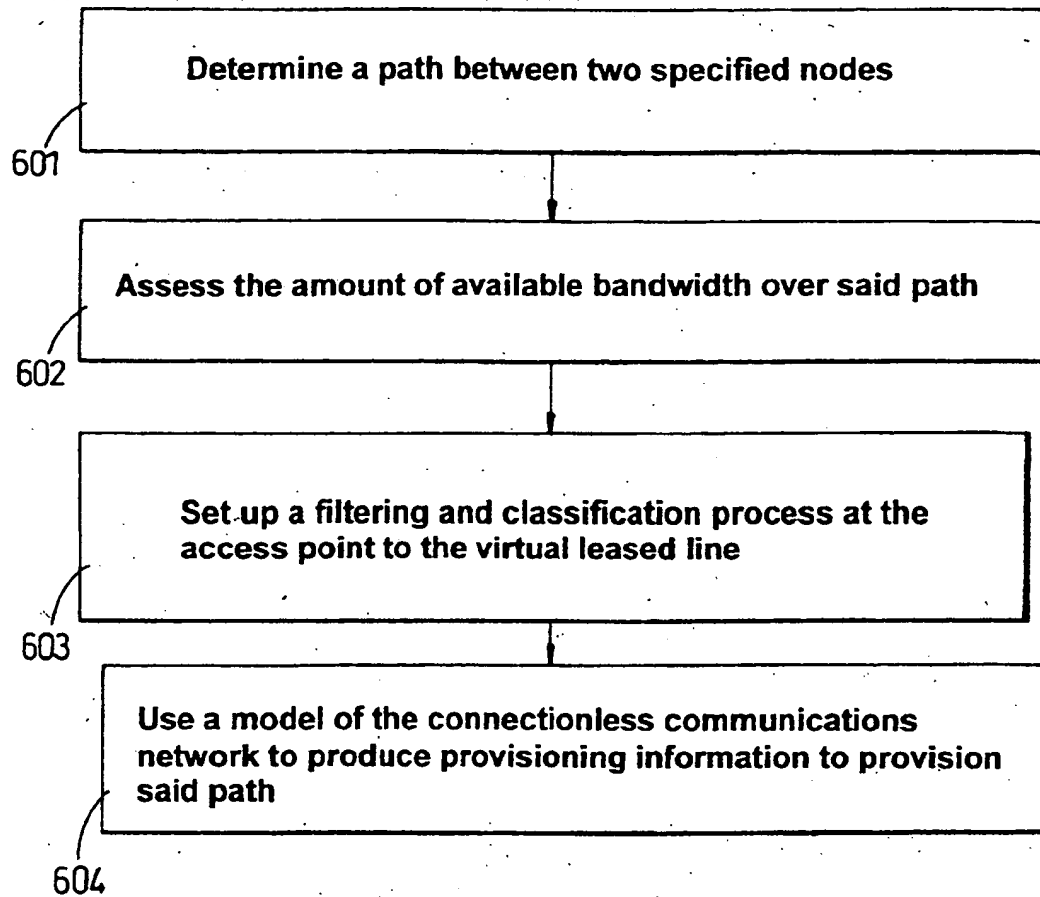 Determine a path between two specified nodes
601
Assess the amount of available bandwidth over said path
602
Set up a filtering and classification process at the
access point to the virtual leased line
603
Use a model of the connectionless communications
network to produce provisioning information to provision
said path
604